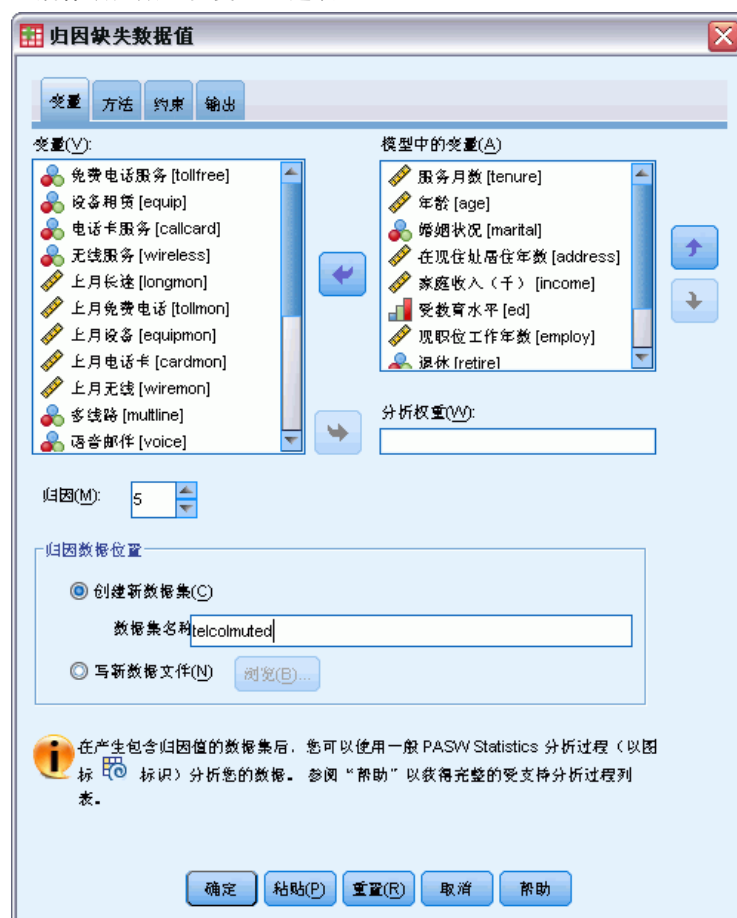 归因缺失数据值
变量 方法 约束 输出
变量(V):
免费电话服务 [tollfree]
设备租赁 [equip]
电话卡服务 [callcard]
无线服务 [wireless]
上月长途 [longmon]
上月免费电话 [tollmon]
上月设备 [equipmon]
上月电话卡 [cardmon]
上月无线 [wiremon]
多线路 [multline]
语音邮件 [voice]
模型中的变量(A)
服务月数 [tenure]
年龄 [age]
婚姻状况 [marital]
在现住址居住年数 [address]
家庭收入（千） [income]
受教育水平 [ed]
现职位工作年数 [employ]
退休 [retire]
分析权重(W):
归因(M): 5
归因数据位置
创建新数据集(C)
数据集名称 telcolmuted
写新数据文件(N) 浏览(B)...
在产生包含归因值的数据集后，您可以使用一般 PASW Statistics 分析过程（以图
标 标识）分析您的数据。 参阅“帮助”以获得完整的受支持分析过程列
表。
确定 粘贴(P) 重置(R) 取消 帮助